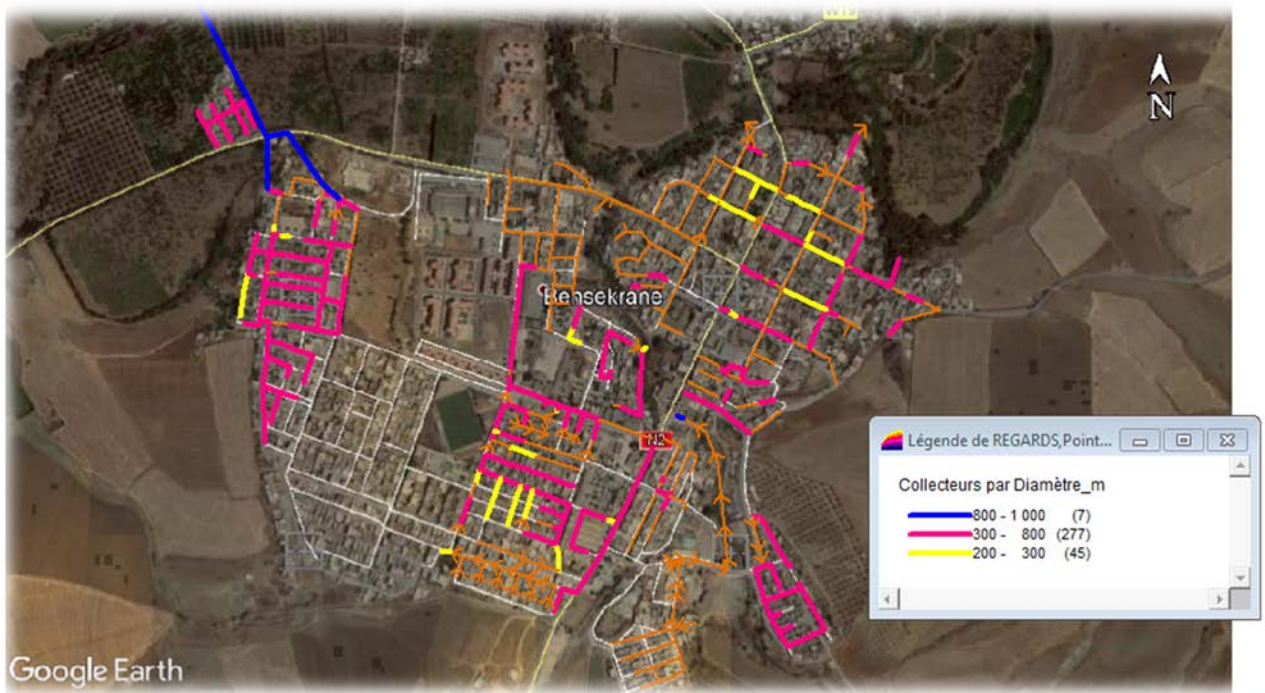 W19
N
Bensekrane
N2
Légende de REGARDS,Point...
Collecteurs par Diamètre_m
800 - 1 000 (7)
300 - 800 (277)
200 - 300 (45)
Google Earth